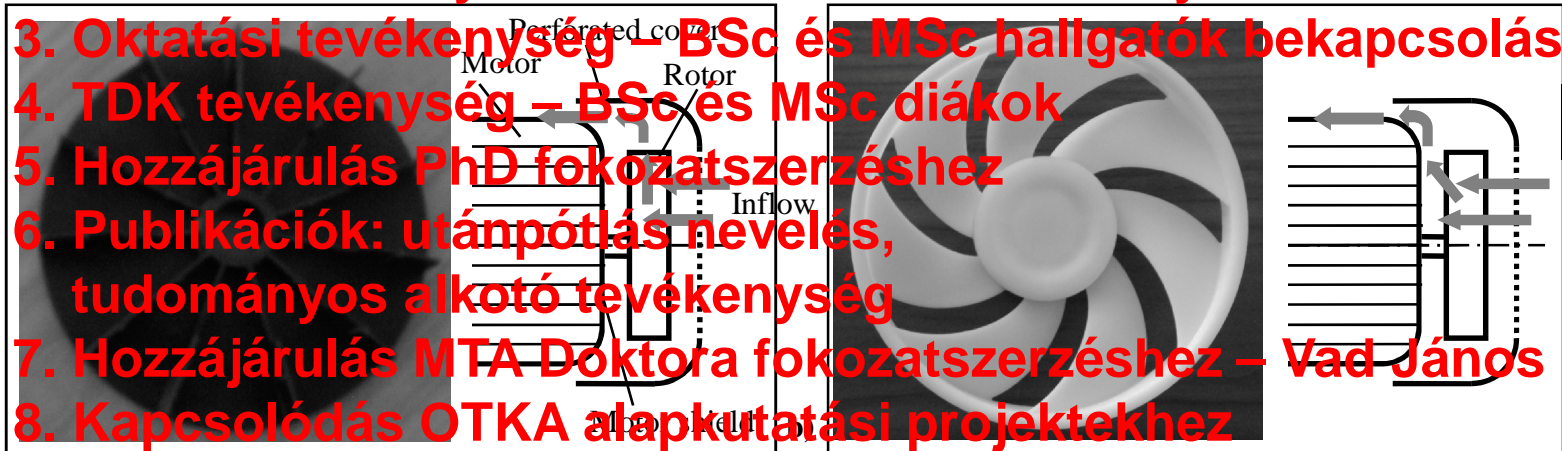 Perforated cover
3. Oktatási tevékenység – BSc és MSc hallgatók bekapcsolás
Motor
Rotor
4. TDK tevékenység – BSc és MSc diákok
5. Hozzájárulás PhD fokozatszerzéshez
Inflow
6. Publikációk: utánpótlás nevelés,
tudományos alkotó tevékenység
7. Hozzájárulás MTA Doktora fokozatszerzéshez – Vad János
8. Kapcsolódás OTKA alapkutatási projektekhez
Motor shield
b)